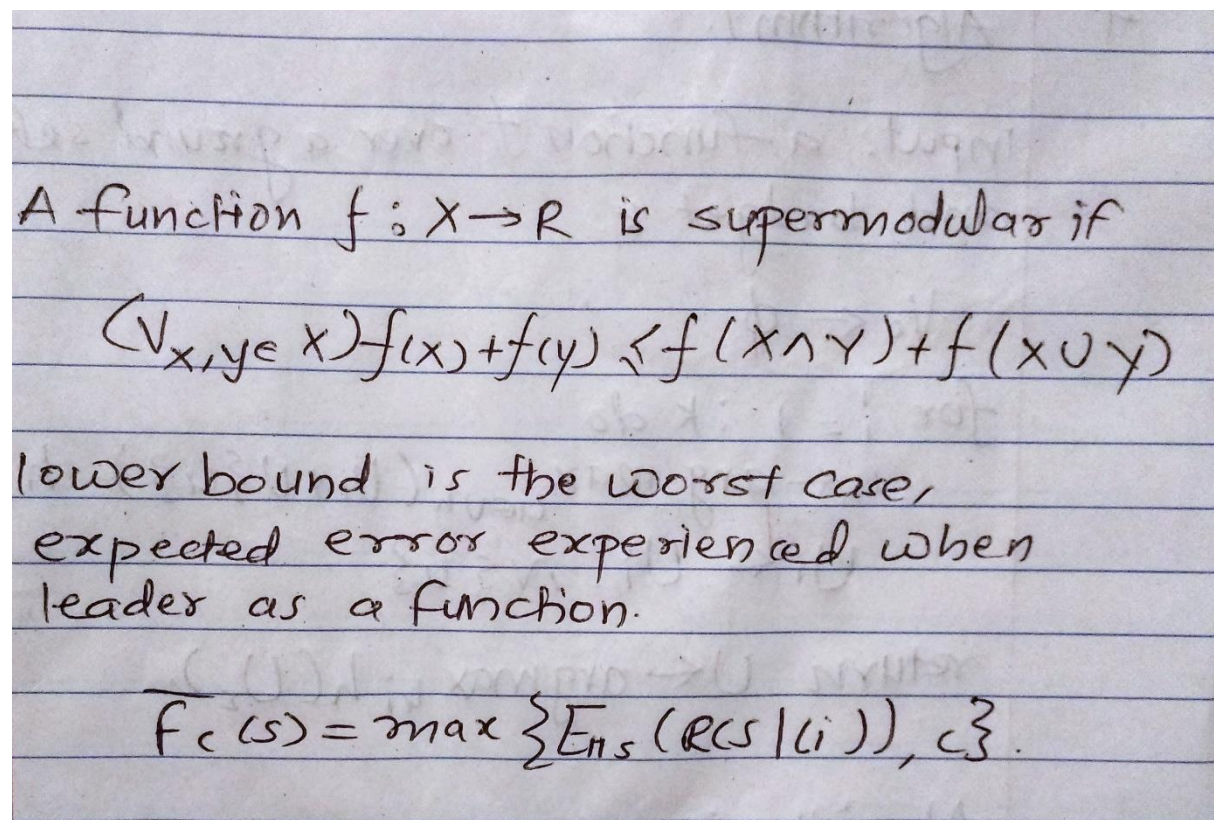 A function f : X→R is supermodular if
(∀x,y∈ X) f(x)+f(y) ≤ f(X∩Y)+f(x∪y)
lower bound is the worst case,
expected error experienced when
leader as a function.
F̅c(s) = max {Eπs (R(s|li)), c}.